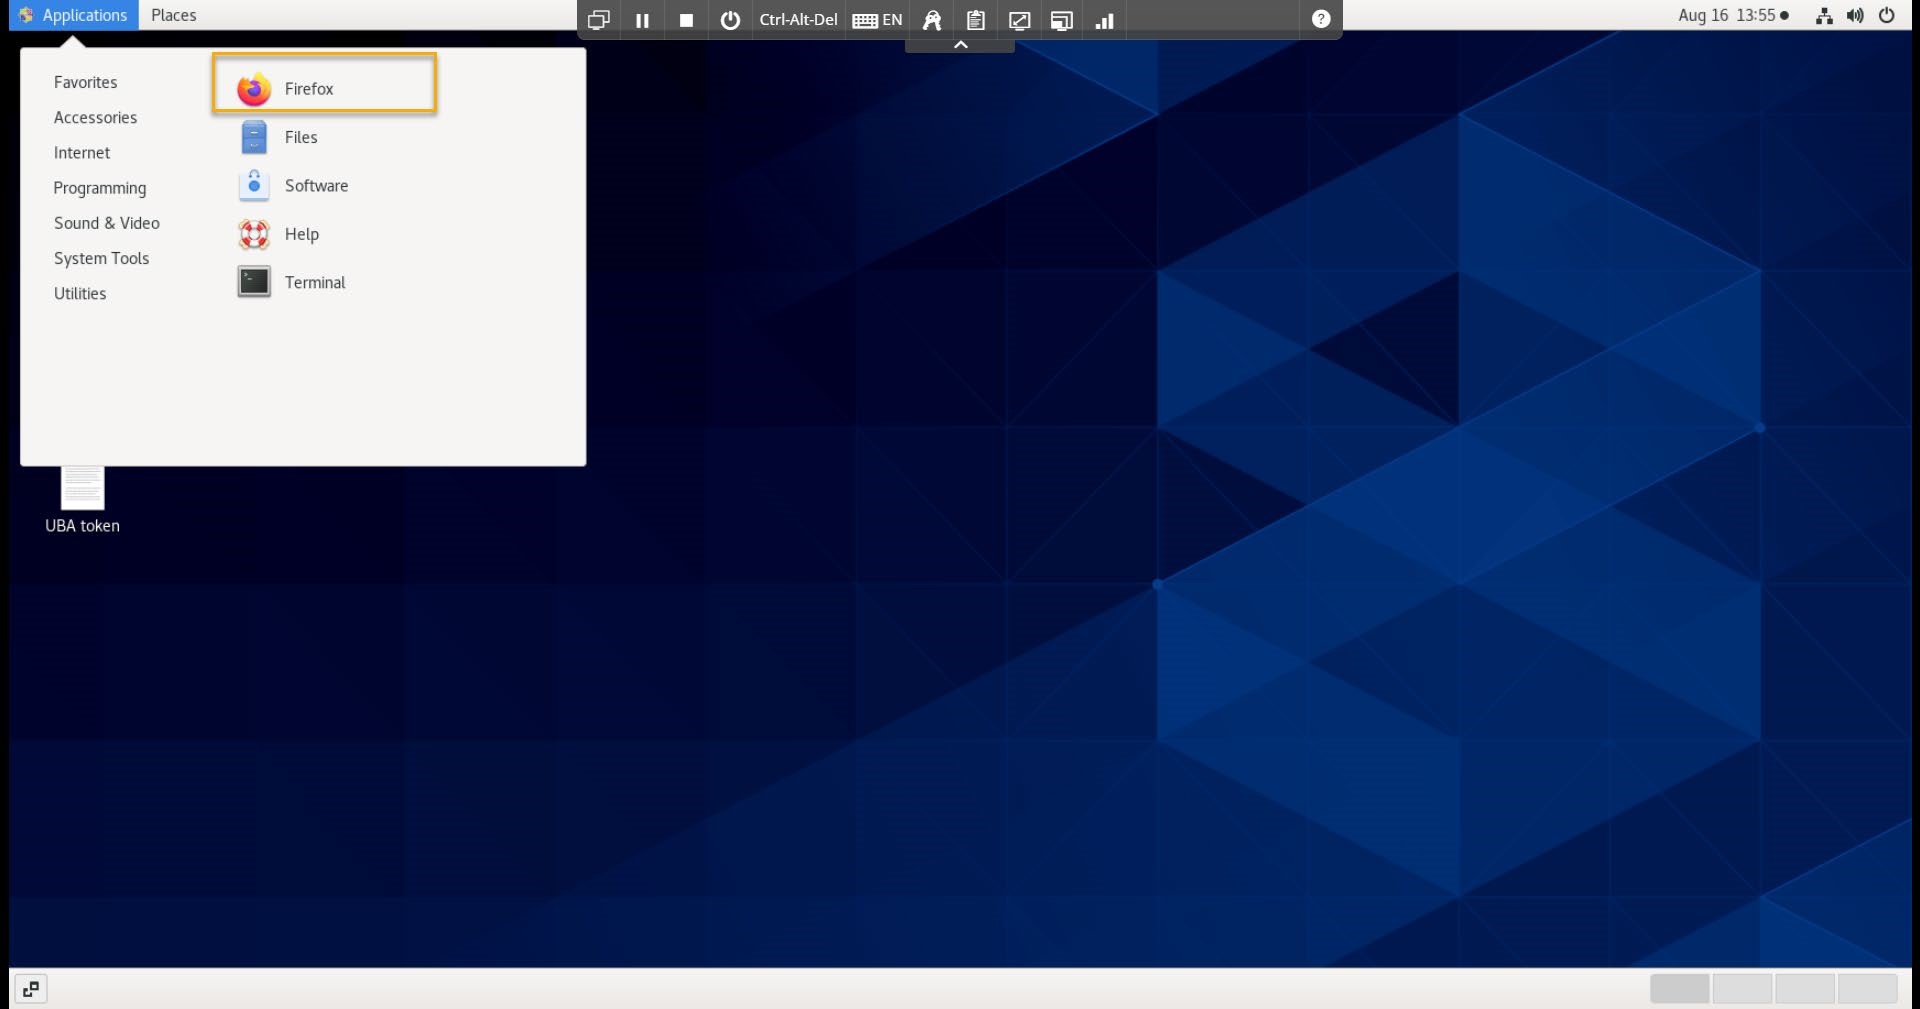 Applications Places
Ctrl-Alt-Del EN
?
Aug 16 13:55
Favorites
Accessories
Internet
Programming
Sound & Video
System Tools
Utilities
Firefox
Files
Software
Help
Terminal
UBA token